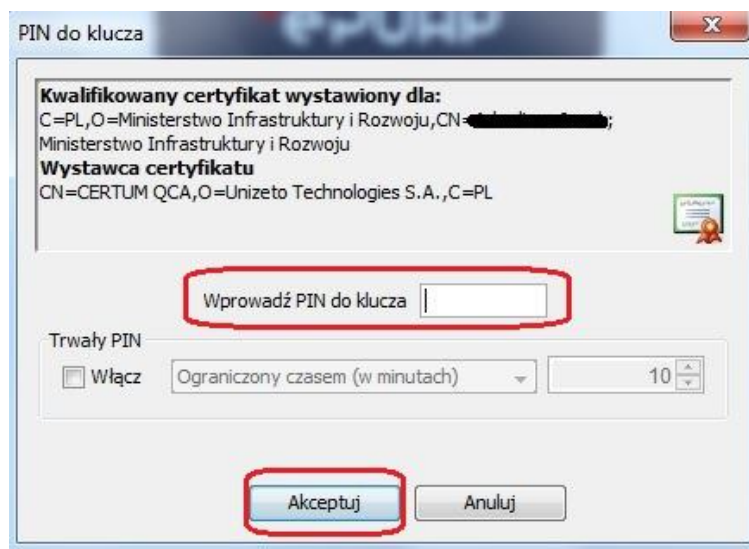 PIN do klucza
ePUAP
Kwalifikowany certyfikat wystawiony dla:
C=PL,O=Ministerstwo Infrastruktury i Rozwoju,CN=;
Ministerstwo Infrastruktury i Rozwoju
Wystawca certyfikatu
CN=CERTUM QCA,O=Unizeto Technologies S.A.,C=PL
Wprowadź PIN do klucza
Trwały PIN
Włącz
Ograniczony czasem (w minutach)
10
Akceptuj
Anuluj